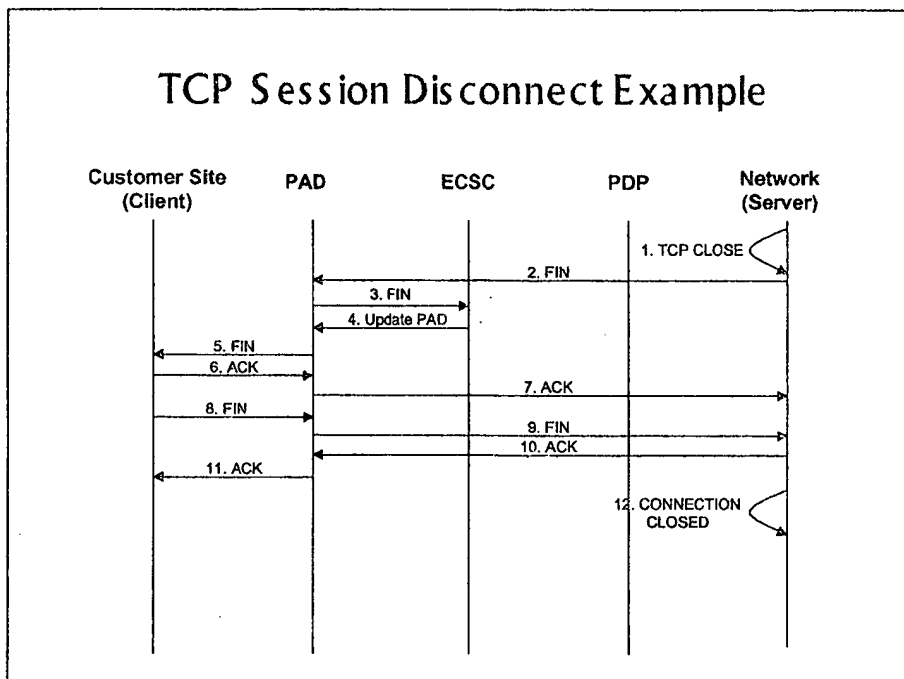 TCP Session Disconnect Example
Customer Site
(Client)
PAD
ECSC
PDP
Network
(Server)
1. TCP CLOSE
2. FIN
3. FIN
4. Update PAD
5. FIN
6. ACK
7. ACK
8. FIN
9. FIN
10. ACK
11. ACK
12. CONNECTION
CLOSED